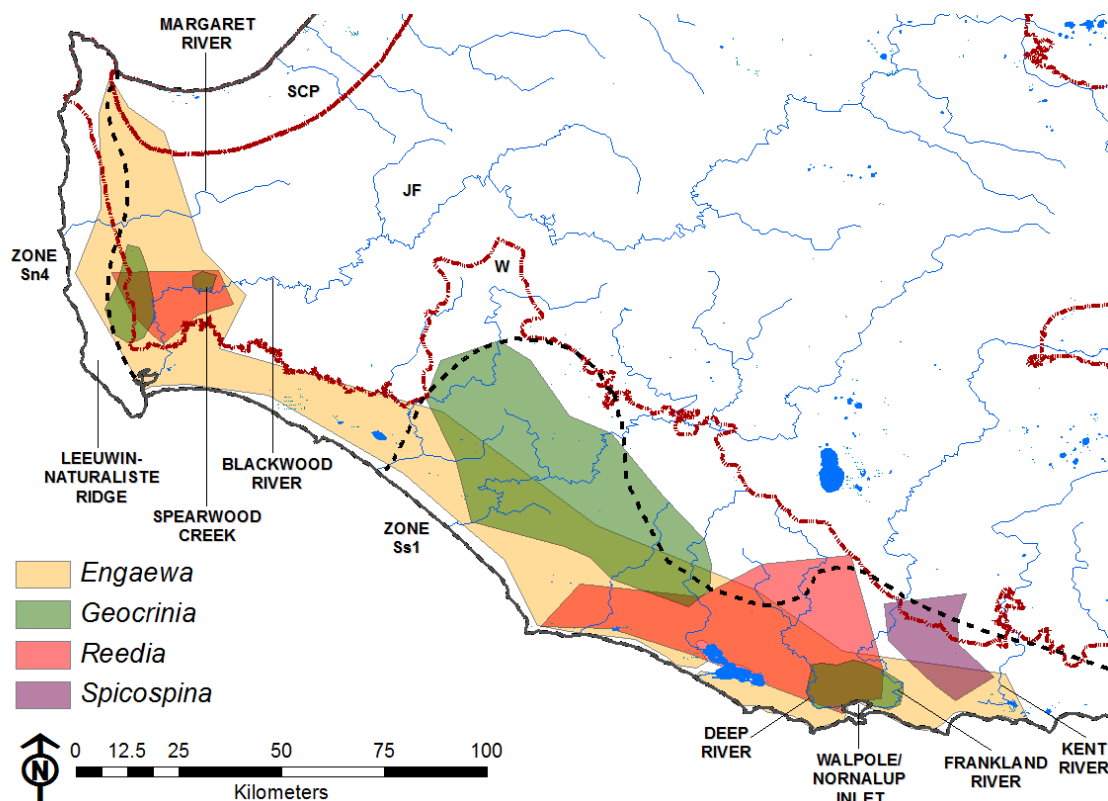 MARGARET
RIVER
SCP
JF
ZONE
Sn4
W
LEEUWIN-
NATURALISTE
RIDGE
BLACKWOOD
RIVER
SPEARWOOD
CREEK
ZONE
Ss1
Engaewa
Geocrinia
Reedia
Spicospina
DEEP
RIVER
WALPOLE/
NORNALUP
INLET
FRANKLAND
RIVER
KENT
RIVER
N
0 12.5 25 50 75 100
Kilometers